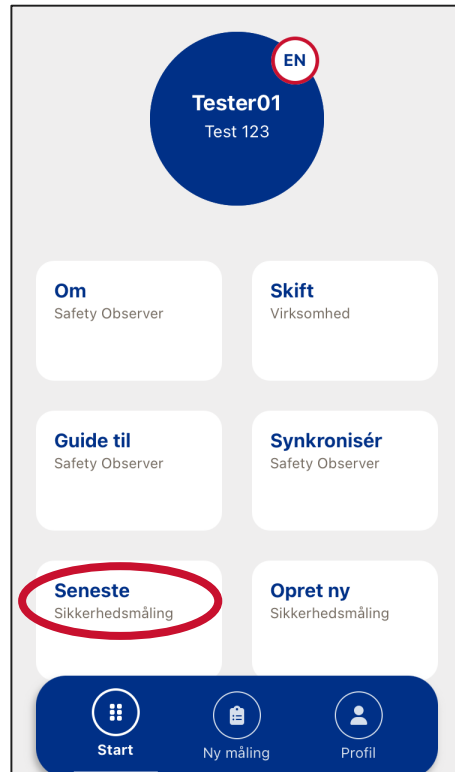 EN
Tester01
Test 123
Om
Safety Observer
Skift
Virksomhed
Guide til
Safety Observer
Synkronisér
Safety Observer
Seneste
Sikkerhedsmåling
Opret ny
Sikkerhedsmåling
Start
Ny måling
Profil